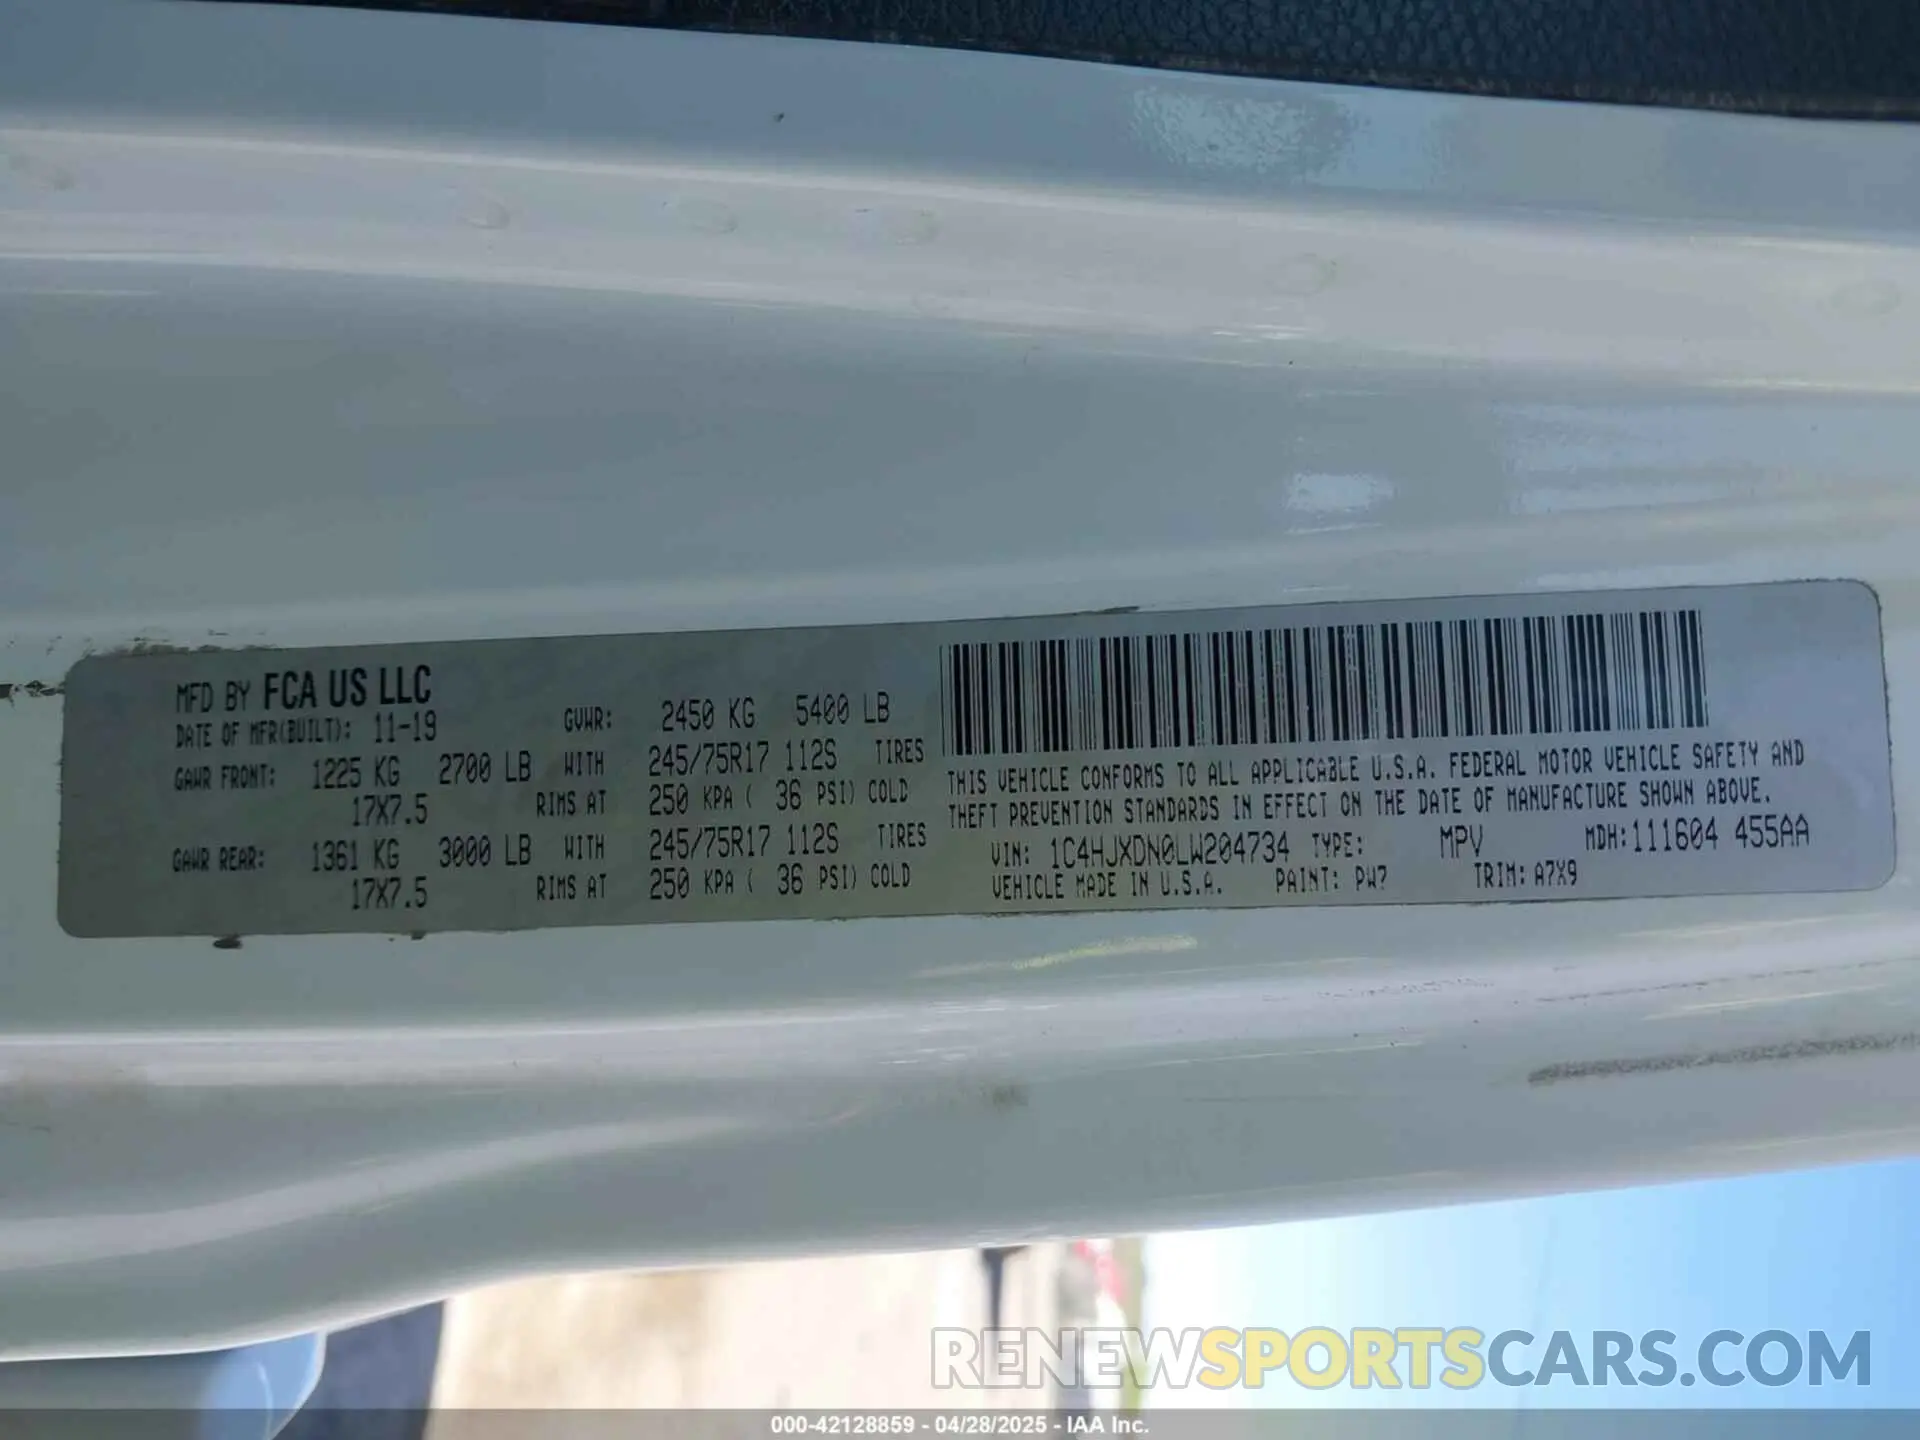 MFD BY FCA US LLC
DATE OF MFR(BUILT): 11-19 GVWR: 2450 KG 5400 LB
GAWR FRONT: 1225 KG 2700 LB WITH 245/75R17 112S TIRES
17X7.5 RIMS AT 250 KPA ( 36 PSI) COLD
GAWR REAR: 1361 KG 3000 LB WITH 245/75R17 112S TIRES
17X7.5 RIMS AT 250 KPA ( 36 PSI) COLD
THIS VEHICLE CONFORMS TO ALL APPLICABLE U.S.A. FEDERAL MOTOR VEHICLE SAFETY AND
THEFT PREVENTION STANDARDS IN EFFECT ON THE DATE OF MANUFACTURE SHOWN ABOVE.
VIN: 1C4HJXDN0LW204734 TYPE: MPV MDH:111604 455AA
VEHICLE MADE IN U.S.A. PAINT: PW7 TRIM: A7X9
RENEWSPORTSCARS.COM
000-42128859 - 04/28/2025 - IAA Inc.